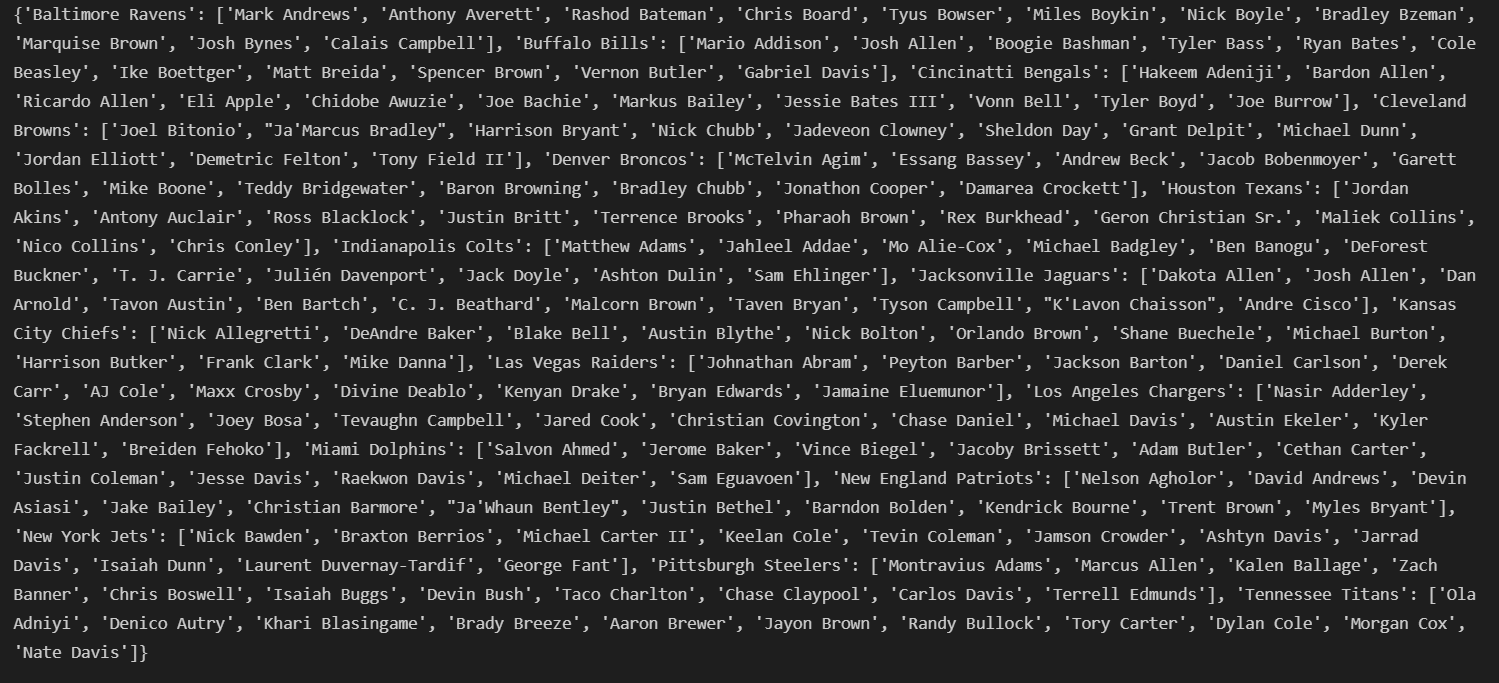 {'Baltimore Ravens': ['Mark Andrews', 'Anthony Averett', 'Rashod Bateman', 'Chris Board', 'Tyus Bowser', 'Miles Boykin', 'Nick Boyle', 'Bradley Bzeman',
'Marquise Brown', 'Josh Bynes', 'Calais Campbell'], 'Buffalo Bills': ['Mario Addison', 'Josh Allen', 'Boogie Bashman', 'Tyler Bass', 'Ryan Bates', 'Cole
Beasley', 'Ike Boettger', 'Matt Breida', 'Spencer Brown', 'Vernon Butler', 'Gabriel Davis'], 'Cincinatti Bengals': ['Hakeem Adeniji', 'Bardon Allen',
'Ricardo Allen', 'Eli Apple', 'Chidobe Awuzie', 'Joe Bachie', 'Markus Bailey', 'Jessie Bates III', 'Vonn Bell', 'Tyler Boyd', 'Joe Burrow'], 'Cleveland
Browns': ['Joel Bitonio', "Ja'Marcus Bradley", 'Harrison Bryant', 'Nick Chubb', 'Jadeveon Clowney', 'Sheldon Day', 'Grant Delpit', 'Michael Dunn',
'Jordan Elliott', 'Demetric Felton', 'Tony Field II'], 'Denver Broncos': ['McTelvin Agim', 'Essang Bassey', 'Andrew Beck', 'Jacob Bobenmoyer', 'Garett
Bolles', 'Mike Boone', 'Teddy Bridgewater', 'Baron Browning', 'Bradley Chubb', 'Jonathon Cooper', 'Damarea Crockett'], 'Houston Texans': ['Jordan
Akins', 'Antony Auclair', 'Ross Blacklock', 'Justin Britt', 'Terrence Brooks', 'Pharaoh Brown', 'Rex Burkhead', 'Geron Christian Sr.', 'Maliek Collins',
'Nico Collins', 'Chris Conley'], 'Indianapolis Colts': ['Matthew Adams', 'Jahleel Addae', 'Mo Alie-Cox', 'Michael Badgley', 'Ben Banogu', 'DeForest
Buckner', 'T. J. Carrie', 'Julién Davenport', 'Jack Doyle', 'Ashton Dulin', 'Sam Ehlinger'], 'Jacksonville Jaguars': ['Dakota Allen', 'Josh Allen', 'Dan
Arnold', 'Tavon Austin', 'Ben Bartch', 'C. J. Beathard', 'Malcorn Brown', 'Taven Bryan', 'Tyson Campbell', "K'Lavon Chaisson", 'Andre Cisco'], 'Kansas
City Chiefs': ['Nick Allegretti', 'DeAndre Baker', 'Blake Bell', 'Austin Blythe', 'Nick Bolton', 'Orlando Brown', 'Shane Buechele', 'Michael Burton',
'Harrison Butker', 'Frank Clark', 'Mike Danna'], 'Las Vegas Raiders': ['Johnathan Abram', 'Peyton Barber', 'Jackson Barton', 'Daniel Carlson', 'Derek
Carr', 'AJ Cole', 'Maxx Crosby', 'Divine Deablo', 'Kenyan Drake', 'Bryan Edwards', 'Jamaine Eluemunor'], 'Los Angeles Chargers': ['Nasir Adderley',
'Stephen Anderson', 'Joey Bosa', 'Tevaughn Campbell', 'Jared Cook', 'Christian Covington', 'Chase Daniel', 'Michael Davis', 'Austin Ekeler', 'Kyler
Fackrell', 'Breiden Fehoko'], 'Miami Dolphins': ['Salvon Ahmed', 'Jerome Baker', 'Vince Biegel', 'Jacoby Brissett', 'Adam Butler', 'Cethan Carter',
'Justin Coleman', 'Jesse Davis', 'Raekwon Davis', 'Michael Deiter', 'Sam Eguavoen'], 'New England Patriots': ['Nelson Agholor', 'David Andrews', 'Devin
Asiasi', 'Jake Bailey', 'Christian Barmore', "Ja'Whaun Bentley", 'Justin Bethel', 'Barndon Bolden', 'Kendrick Bourne', 'Trent Brown', 'Myles Bryant'],
'New York Jets': ['Nick Bawden', 'Braxton Berrios', 'Michael Carter II', 'Keelan Cole', 'Tevin Coleman', 'Jamson Crowder', 'Ashtyn Davis', 'Jarrad
Davis', 'Isaiah Dunn', 'Laurent Duvernay-Tardif', 'George Fant'], 'Pittsburgh Steelers': ['Montravius Adams', 'Marcus Allen', 'Kalen Ballage', 'Zach
Banner', 'Chris Boswell', 'Isaiah Buggs', 'Devin Bush', 'Taco Charlton', 'Chase Claypool', 'Carlos Davis', 'Terrell Edmunds'], 'Tennessee Titans': ['Ola
Adniyi', 'Denico Autry', 'Khari Blasingame', 'Brady Breeze', 'Aaron Brewer', 'Jayon Brown', 'Randy Bullock', 'Tory Carter', 'Dylan Cole', 'Morgan Cox',
'Nate Davis']}